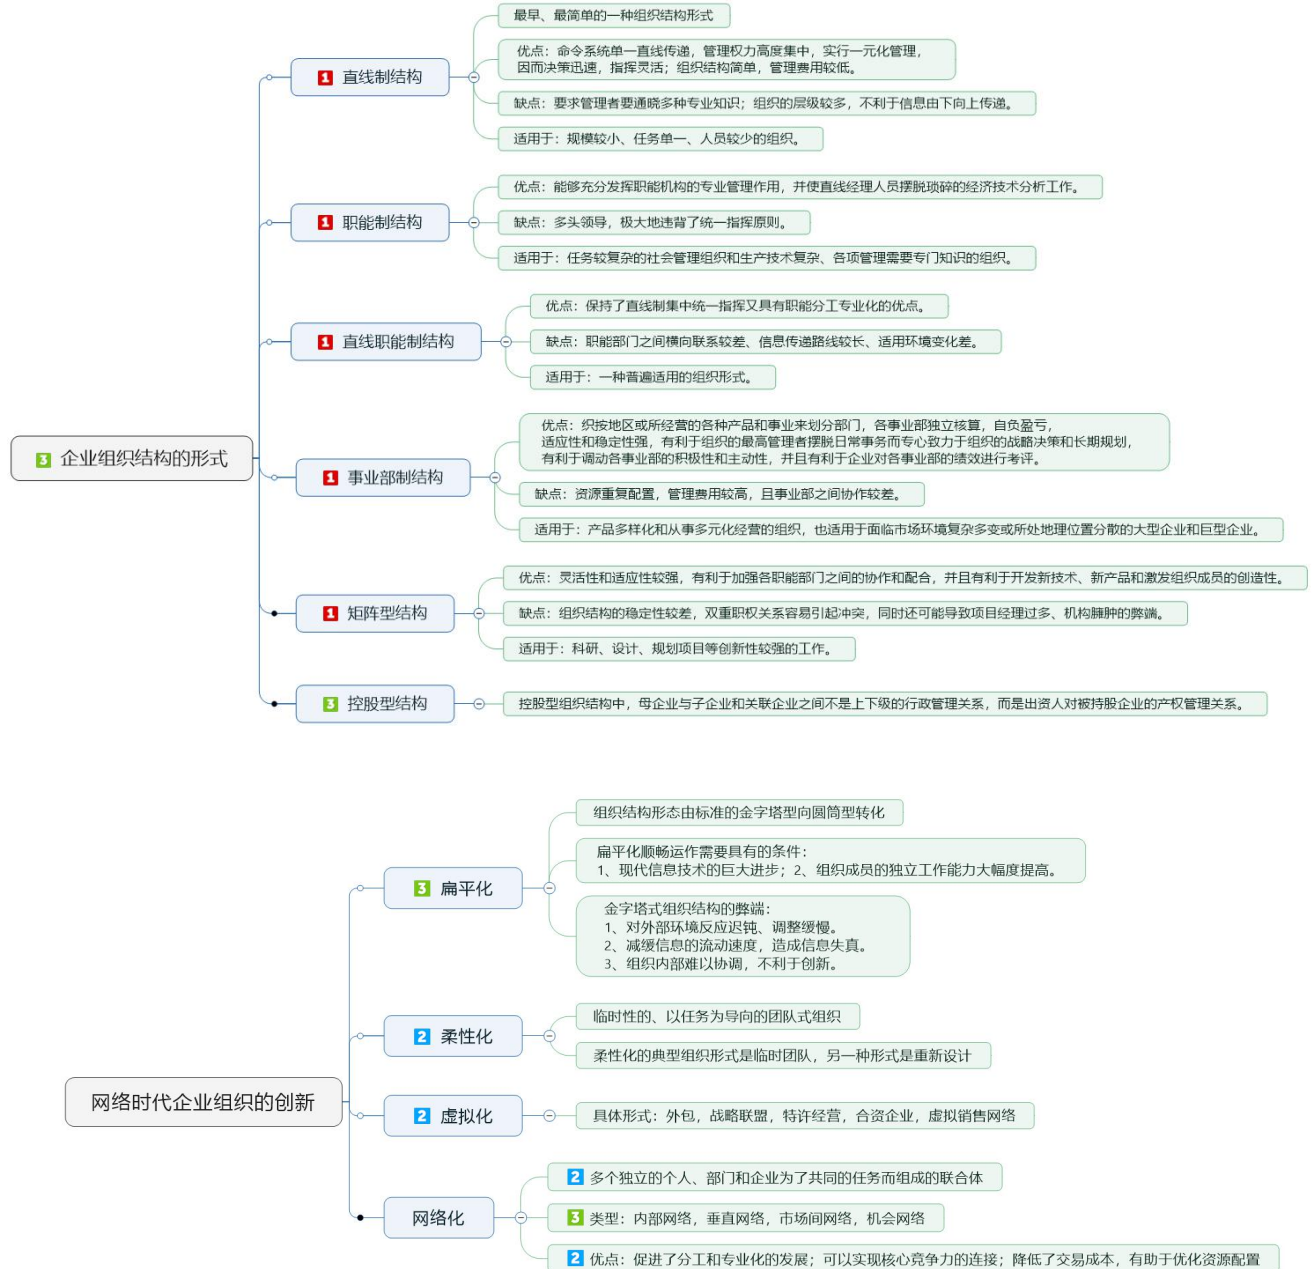 3 企业组织结构的形式
1 直线制结构
最早、最简单的一种组织结构形式
优点：命令系统单一直线传递，管理权力高度集中，实行一元化管理，
因而决策迅速，指挥灵活；组织结构简单，管理费用较低。
缺点：要求管理者要通晓多种专业知识；组织的层级较多，不利于信息由下向上传递。
适用于：规模较小、任务单一、人员较少的组织。
1 职能制结构
优点：能够充分发挥职能机构的专业管理作用，并使直线经理人员摆脱琐碎的经济技术分析工作。
缺点：多头领导，极大地违背了统一指挥原则。
适用于：任务较复杂的社会管理组织和生产技术复杂、各项管理需要专门知识的组织。
1 直线职能制结构
优点：保持了直线制集中统一指挥又具有职能分工专业化的优点。
缺点：职能部门之间横向联系较差、信息传递路线较长、适用环境变化差。
适用于：一种普遍适用的组织形式。
1 事业部制结构
优点：织按地区或所经营的各种产品和事业来划分部门，各事业部独立核算，自负盈亏，
适应性和稳定性强，有利于组织的最高管理者摆脱日常事务而专心致力于组织的战略决策和长期规划，
有利于调动各事业部的积极性和主动性，并且有利于企业对各事业部的绩效进行考评。
缺点：资源重复配置，管理费用较高，且事业部之间协作较差。
适用于：产品多样化和从事多元化经营的组织，也适用于面临市场环境复杂多变或所处地理位置分散的大型企业和巨型企业。
1 矩阵型结构
优点：灵活性和适应性较强，有利于加强各职能部门之间的协作和配合，并且有利于开发新技术、新产品和激发组织成员的创造性。
缺点：组织结构的稳定性较差，双重职权关系容易引起冲突，同时还可能导致项目经理过多、机构臃肿的弊端。
适用于：科研、设计、规划项目等创新性较强的工作。
3 控股型结构
控股型组织结构中，母企业与子企业和关联企业之间不是上下级的行政管理关系，而是出资人对被持股企业的产权管理关系。
网络时代企业组织的创新
3 扁平化
组织结构形态由标准的金字塔型向圆筒型转化
扁平化顺畅运作需要具有的条件：
1、现代信息技术的巨大进步；2、组织成员的独立工作能力大幅度提高。
金字塔式组织结构的弊端：
1、对外部环境反应迟钝、调整缓慢。
2、减缓信息的流动速度，造成信息失真。
3、组织内部难以协调，不利于创新。
2 柔性化
临时性的、以任务为导向的团队式组织
柔性化的典型组织形式是临时团队，另一种形式是重新设计
2 虚拟化
具体形式：外包，战略联盟，特许经营，合资企业，虚拟销售网络
网络化
2 多个独立的个人、部门和企业为了共同的任务而组成的联合体
3 类型：内部网络，垂直网络，市场间网络，机会网络
2 优点：促进了分工和专业化的发展；可以实现核心竞争力的连接；降低了交易成本，有助于优化资源配置